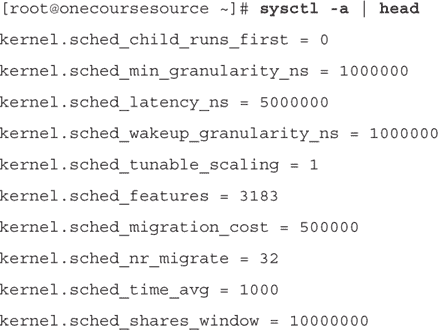 [root@onecoursesource ~]# sysctl -a | head
kernel.sched_child_runs_first = 0
kernel.sched_min_granularity_ns = 1000000
kernel.sched_latency_ns = 5000000
kernel.sched_wakeup_granularity_ns = 1000000
kernel.sched_tunable_scaling = 1
kernel.sched_features = 3183
kernel.sched_migration_cost = 500000
kernel.sched_nr_migrate = 32
kernel.sched_time_avg = 1000
kernel.sched_shares_window = 10000000